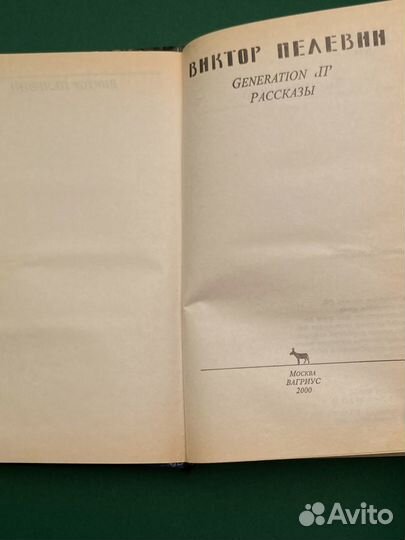 ВИКТОР ПЕЛЕВИН
GENERATION „П“
РАССКАЗЫ
МОСКВА
ВАГРИУС
2000
Avito